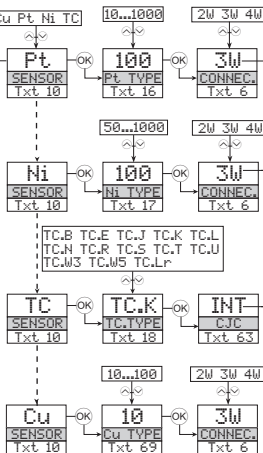 Cu Pt Ni TC
10...1000
2W 3W 4W
Pt OK 100 OK 3W
SENSOR Pt TYPE CONNEC.
Txt 10 Txt 16 Txt 6
50...1000
2W 3W 4W
Ni OK 100 OK 3W
SENSOR Ni TYPE CONNEC.
Txt 10 Txt 17 Txt 6
TC.B TC.E TC.J TC.K TC.L
TC.N TC.R TC.S TC.T TC.U
TC.W3 TC.W5 TC.Lr
TC OK TC.K OK INT
SENSOR TC.TYPE CJC
Txt 10 Txt 18 Txt 63
10...100
2W 3W 4W
Cu OK 10 OK 3W
SENSOR Cu TYPE CONNEC.
Txt 10 Txt 69 Txt 6